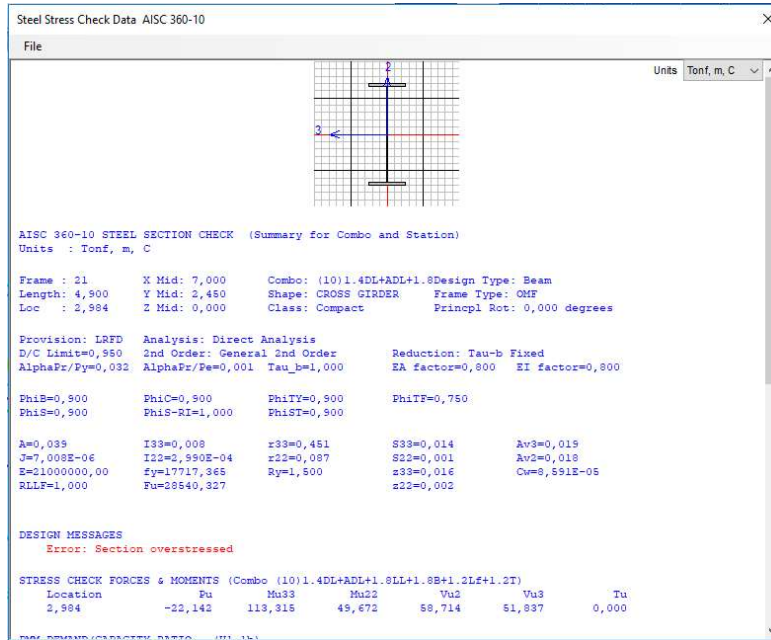 Steel Stress Check Data AISC 360-10
File
Units Tonf, m, C
2
3
AISC 360-10 STEEL SECTION CHECK (Summary for Combo and Station)
Units : Tonf, m, C
Frame : 21 X Mid: 7,000 Combo: (10)1.4DL+ADL+1.8Design Type: Beam
Length: 4,900 Y Mid: 2,450 Shape: CROSS GIRDER Frame Type: OMF
Loc : 2,984 Z Mid: 0,000 Class: Compact Princpl Rot: 0,000 degrees
Provision: LRFD Analysis: Direct Analysis
D/C Limit=0,950 2nd Order: General 2nd Order Reduction: Tau-b Fixed
AlphaPr/Py=0,032 AlphaPr/Pe=0,001 Tau_b=1,000 EA factor=0,800 EI factor=0,800
PhiB=0,900 PhiC=0,900 PhiTY=0,900 PhiTF=0,750
PhiS=0,900 PhiS-RI=1,000 PhiST=0,900
A=0,039 I33=0,008 r33=0,451 S33=0,014 Av3=0,019
J=7,008E-06 I22=2,990E-04 r22=0,087 S22=0,001 Av2=0,018
E=21000000,00 fy=17717,365 Ry=1,500 z33=0,016 Cw=8,591E-05
RLLF=1,000 Fu=28540,327 z22=0,002
DESIGN MESSAGES
Error: Section overstressed
STRESS CHECK FORCES & MOMENTS (Combo (10)1.4DL+ADL+1.8LL+1.8B+1.2Lf+1.2T)
Location Pu Mu33 Mu22 Vu2 Vu3 Tu
2,984 -22,142 113,315 49,672 58,714 51,837 0,000